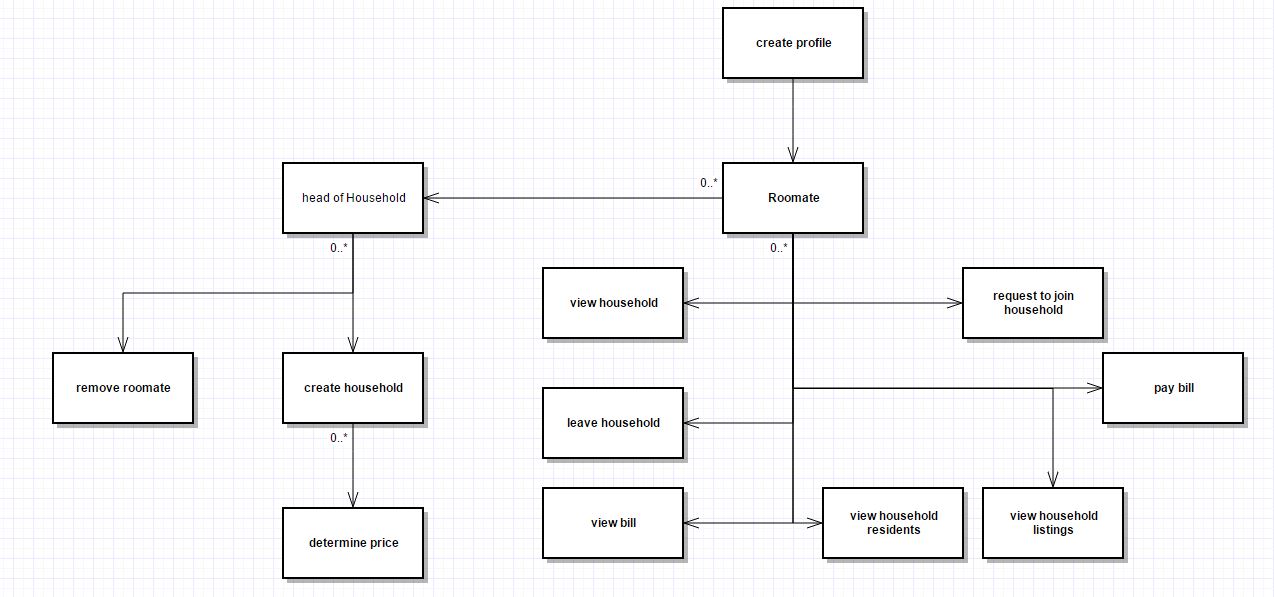 create profile
head of Household
0..*
Roomate
0..*
0..*
view household
request to join
household
remove roomate
create household
leave household
pay bill
0..*
determine price
view bill
view household
residents
view household
listings